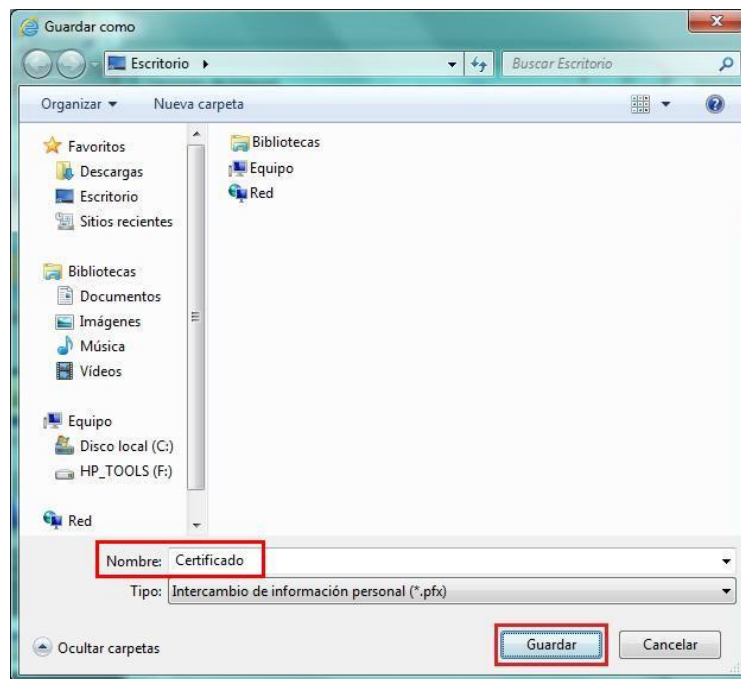 Guardar como
Escritorio
Buscar Escritorio
Organizar
Nueva carpeta
Favoritos
Descargas
Escritorio
Sitios recientes
Bibliotecas
Documentos
Imágenes
Música
Vídeos
Equipo
Disco local (C:)
HP_TOOLS (F:)
Red
Bibliotecas
Equipo
Red
Nombre: Certificado
Tipo: Intercambio de información personal (*.pfx)
Ocultar carpetas
Guardar
Cancelar